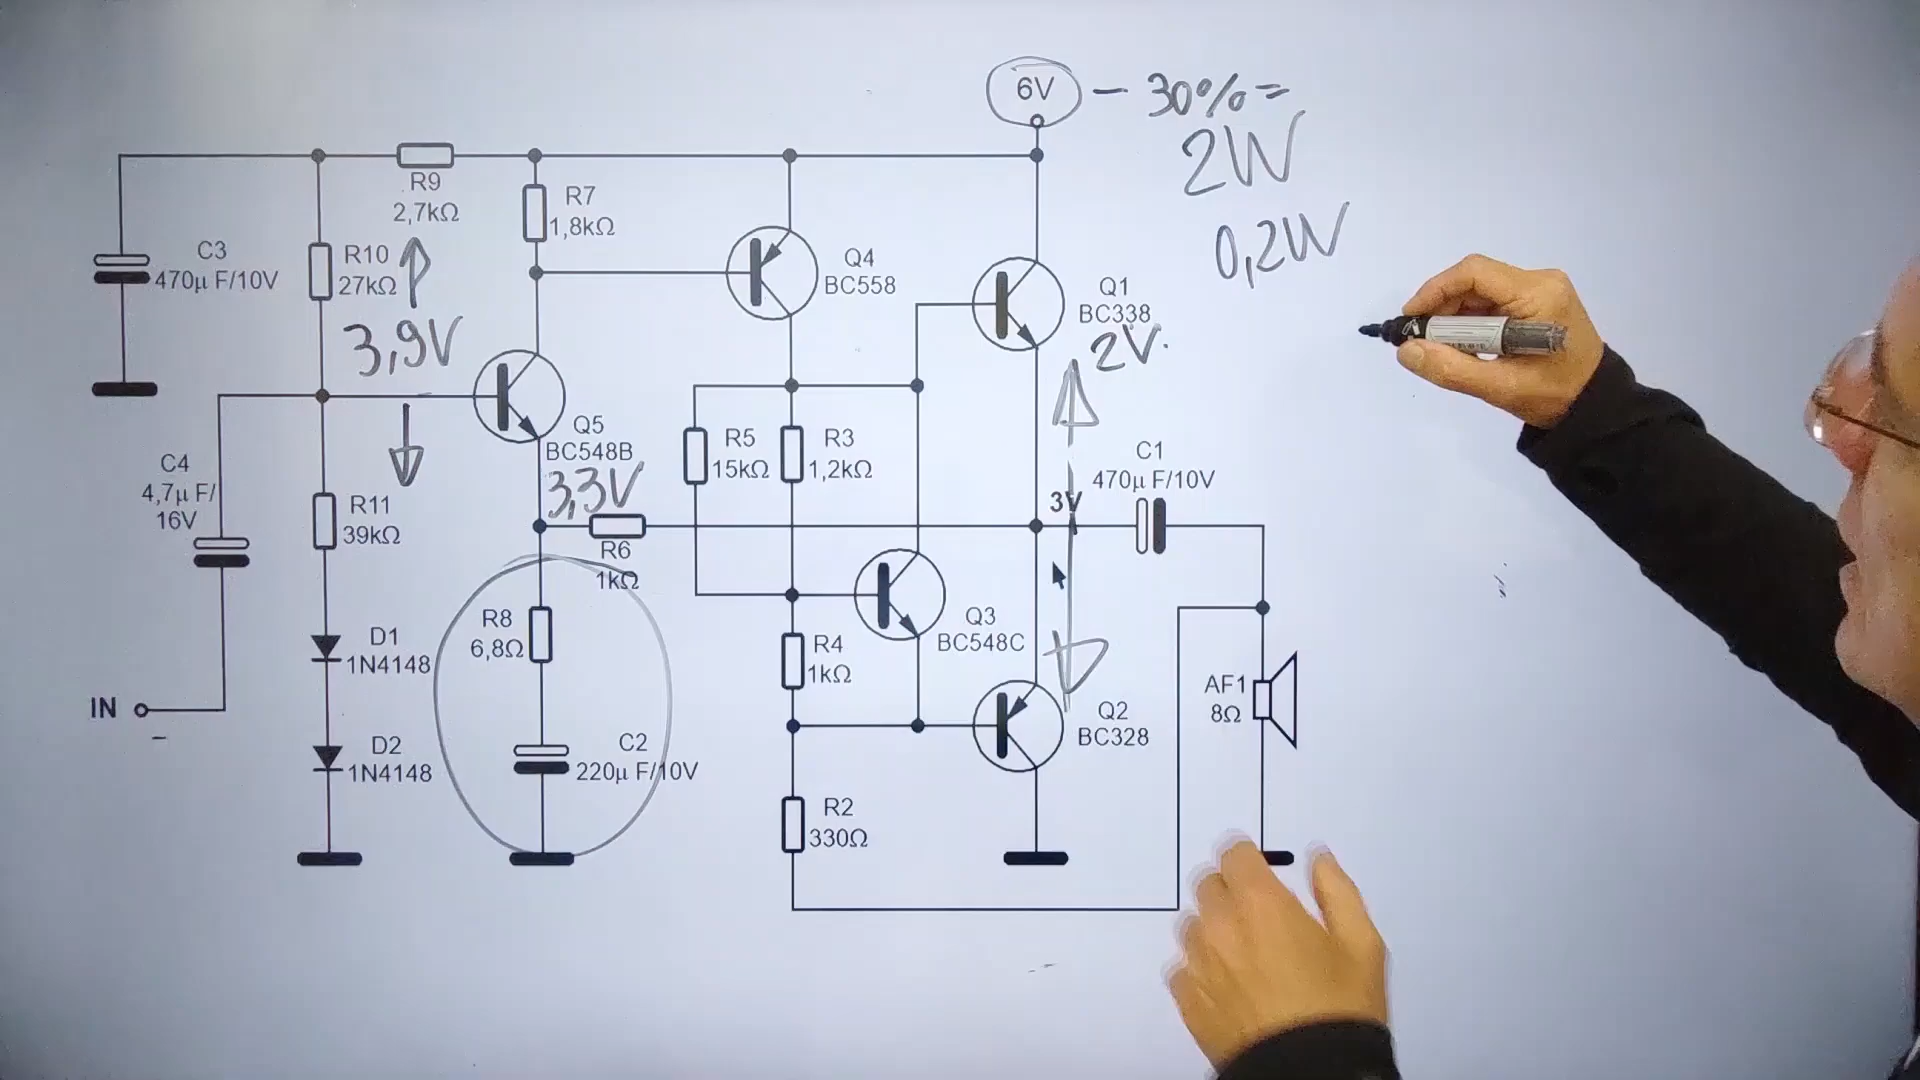 6V - 30% =
2W
0,2W
R9
2,7kΩ
R7
1,8kΩ
C3
470µ F/10V
R10
27kΩ
3,9V
Q4
BC558
Q1
BC338
2V.
Q5
BC548B
3,3V
R5
15kΩ
R3
1,2kΩ
C1
470µ F/10V
3V
C4
4,7µ F/
16V
R11
39kΩ
R6
1kΩ
R8
6,8Ω
Q3
BC548C
D1
1N4148
R4
1kΩ
IN
AF1
8Ω
Q2
BC328
D2
1N4148
C2
220µ F/10V
R2
330Ω